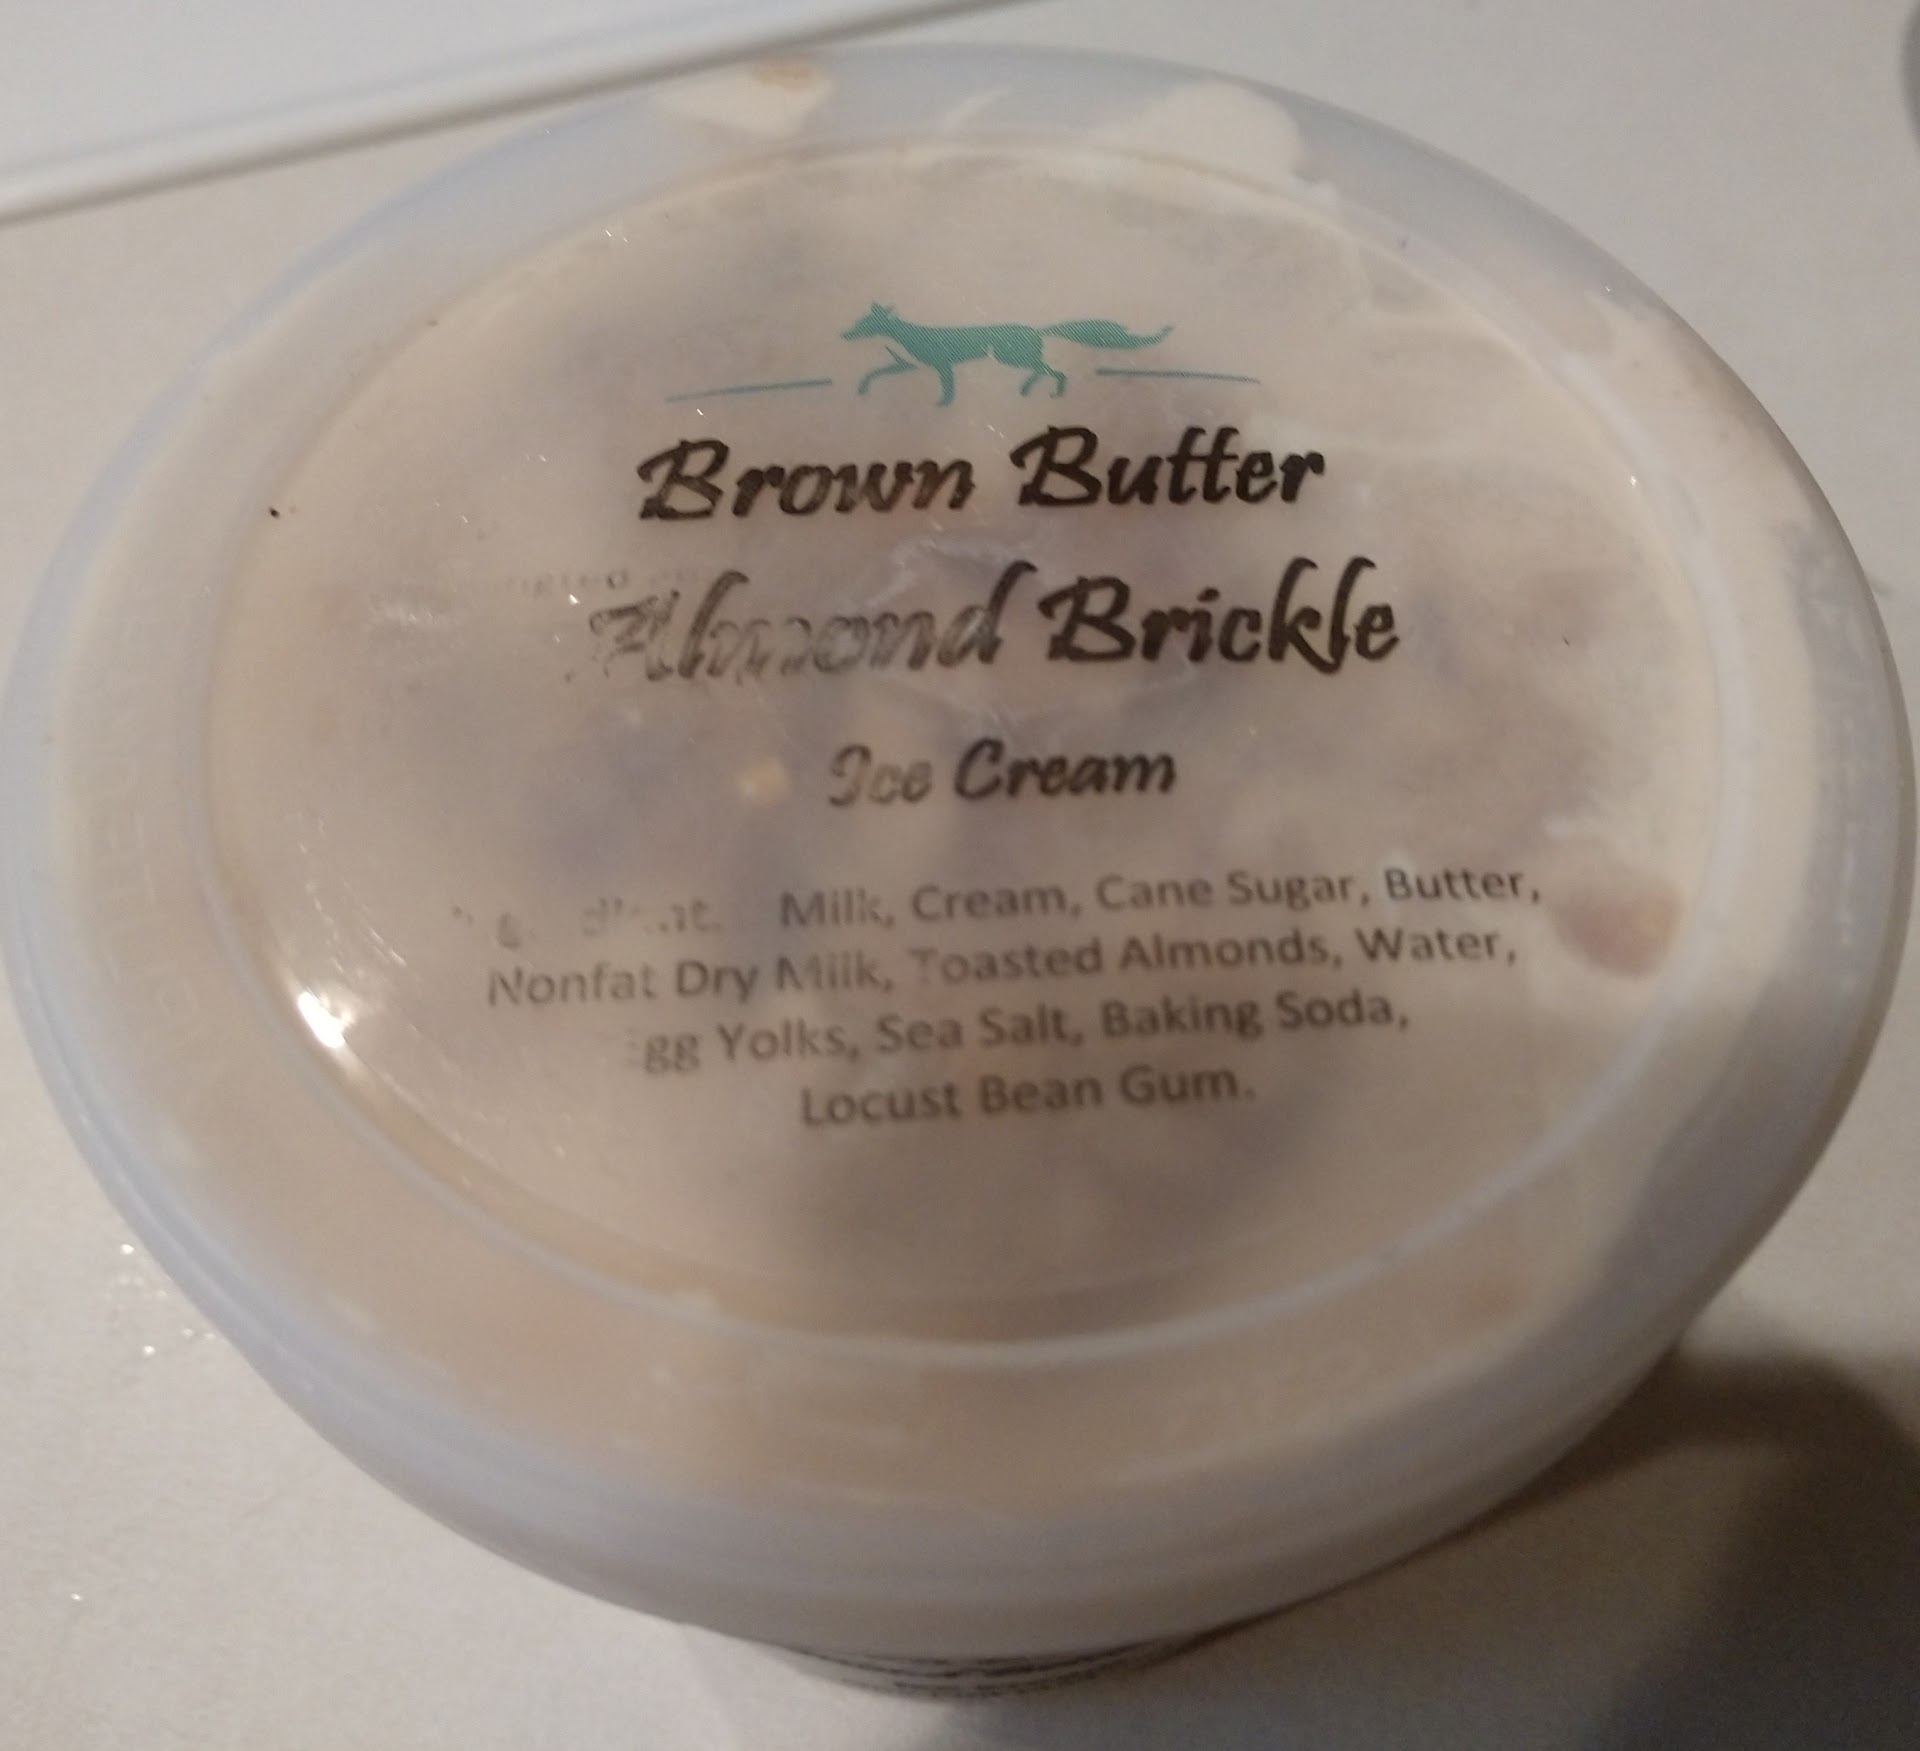 Brown Butter
Almond Brickle
Ice Cream
Milk, Cream, Cane Sugar, Butter,
Nonfat Dry Milk, Toasted Almonds, Water,
Egg Yolks, Sea Salt, Baking Soda,
Locust Bean Gum.